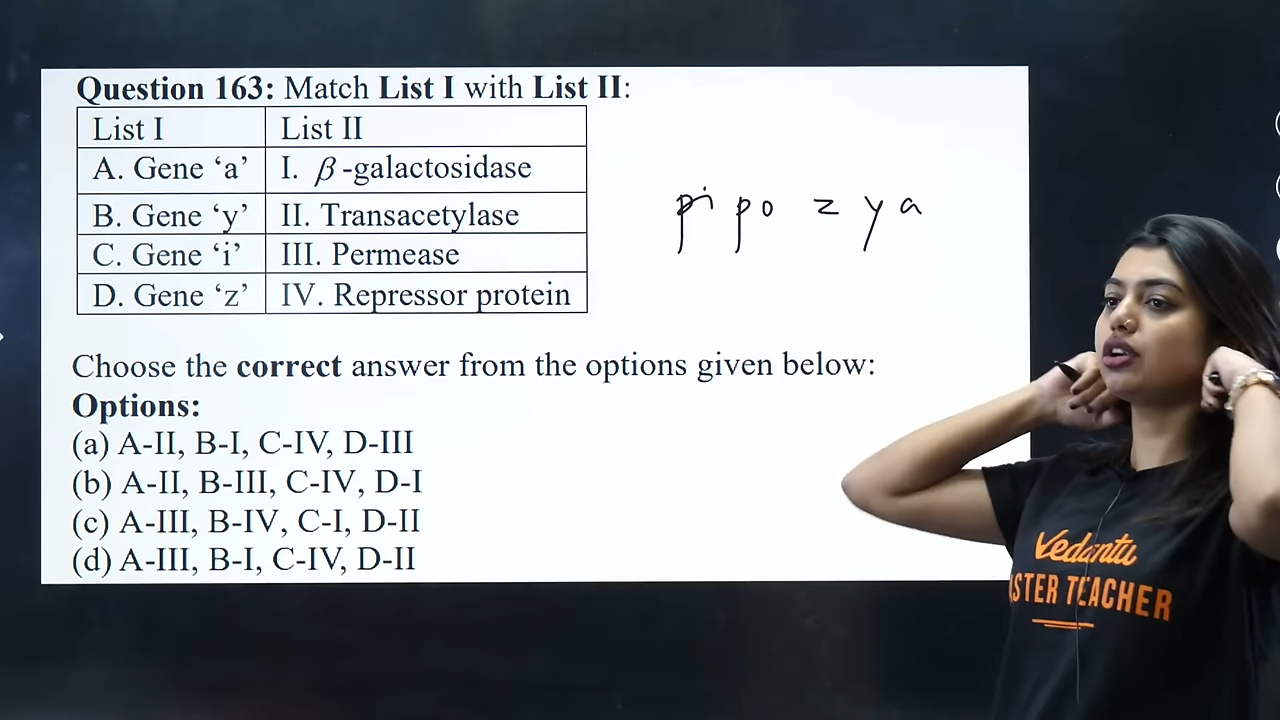 Question 163: Match List I with List II:
List I List II
A. Gene ‘a’ I. β-galactosidase
B. Gene ‘y’ II. Transacetylase
C. Gene ‘i’ III. Permease
D. Gene ‘z’ IV. Repressor protein
pi po z y a
Choose the correct answer from the options given below:
Options:
(a) A-II, B-I, C-IV, D-III
(b) A-II, B-III, C-IV, D-I
(c) A-III, B-IV, C-I, D-II
(d) A-III, B-I, C-IV, D-II
Vedantu
ASTER TEACHER